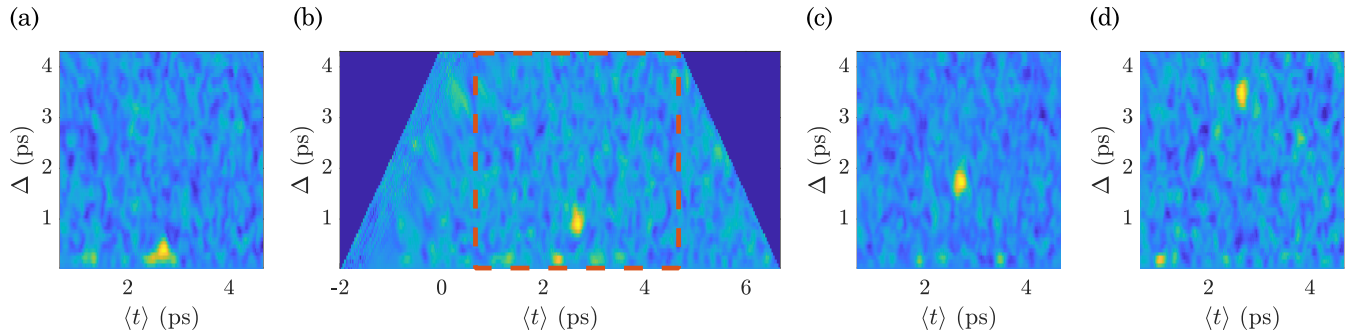 (a) (b) (c) (d)
4 4 4 4
3 3 3 3
2 2 2 2
1 1 1 1
Δ (ps) Δ (ps) Δ (ps) Δ (ps)
2 4 -2 0 2 4 6 2 4 2 4
⟨t⟩ (ps) ⟨t⟩ (ps) ⟨t⟩ (ps) ⟨t⟩ (ps)